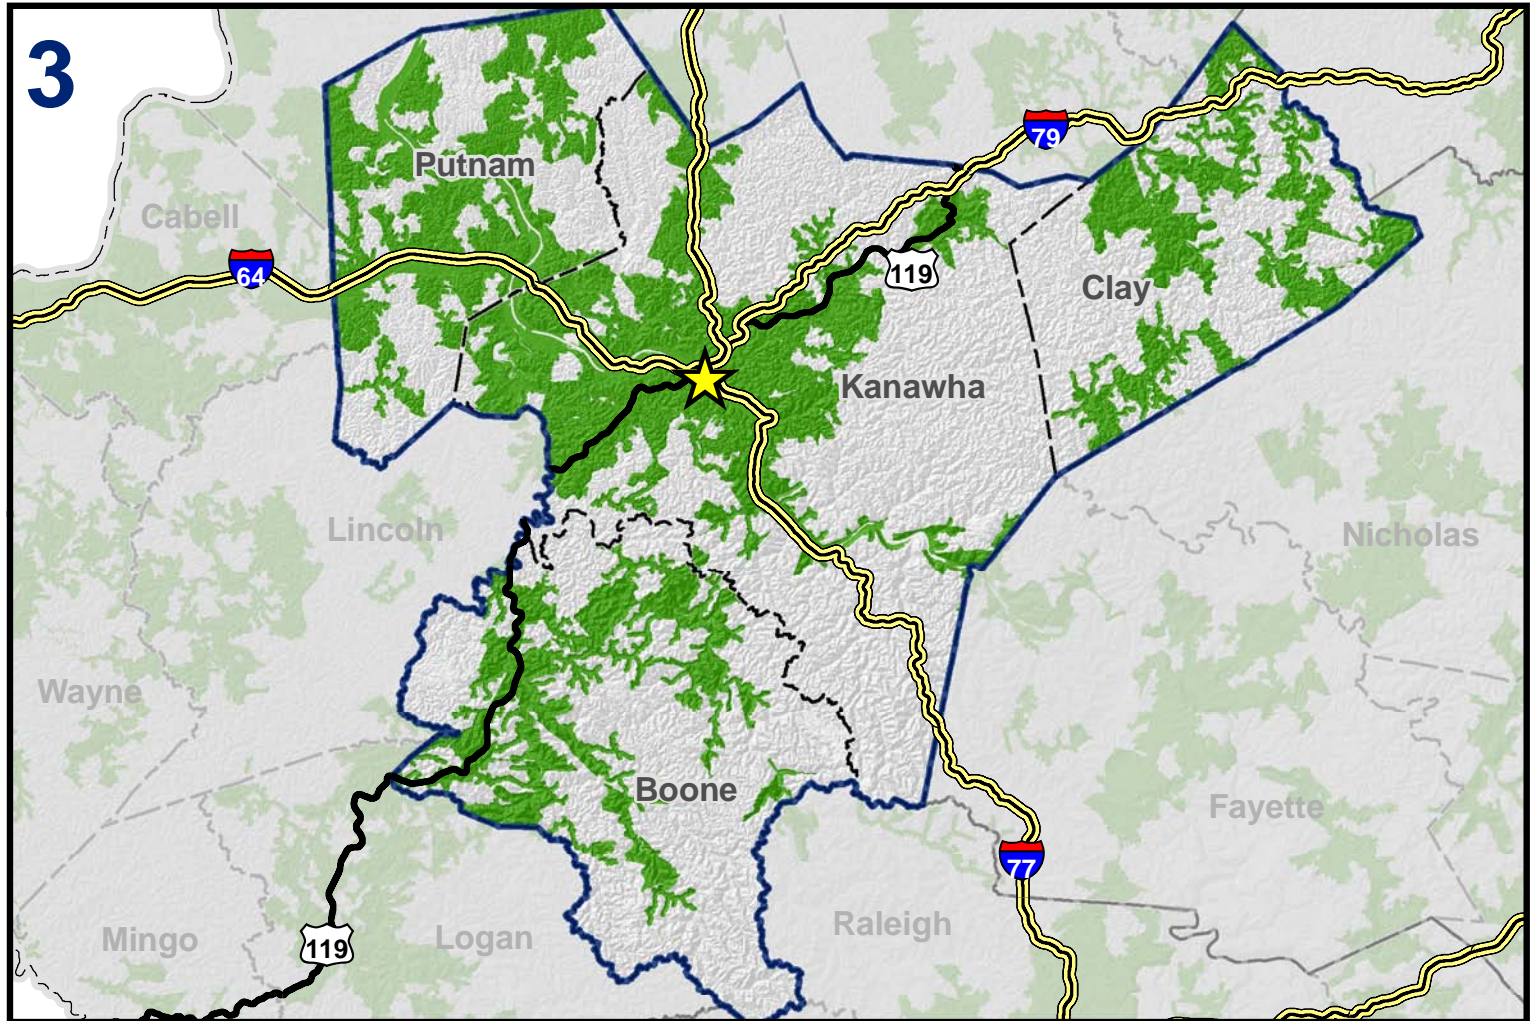 3
Putnam
79
Cabell
64
119
Clay
Kanawha
Lincoln
Nicholas
Wayne
Boone
Fayette
77
Raleigh
Mingo
119
Logan